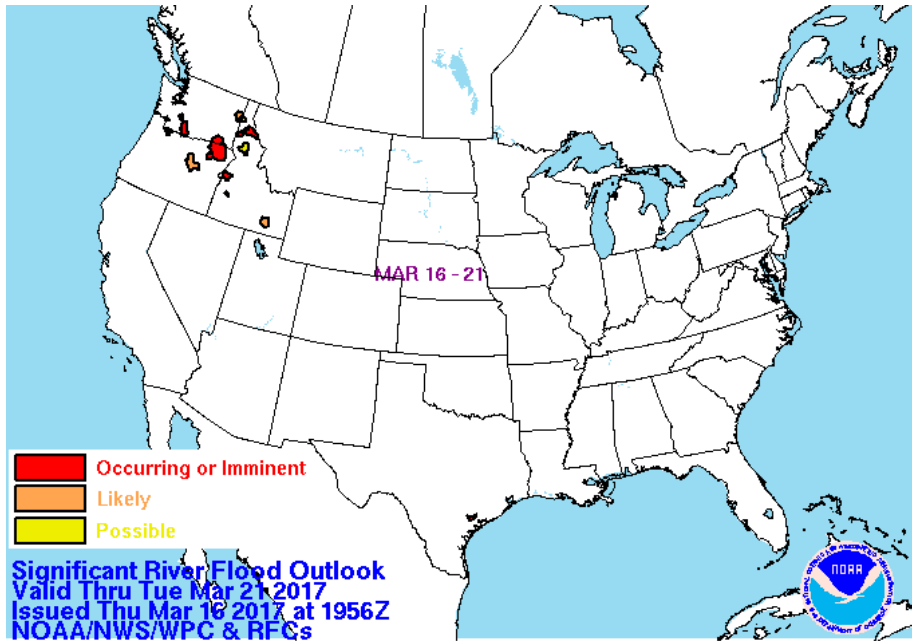 MAR 16 - 21
Occurring or Imminent
Likely
Possible
Significant River Flood Outlook
Valid Thru Tue Mar 21 2017
Issued Thu Mar 16 2017 at 1956Z
NOAA/NWS/WPC & RFCs
NOAA